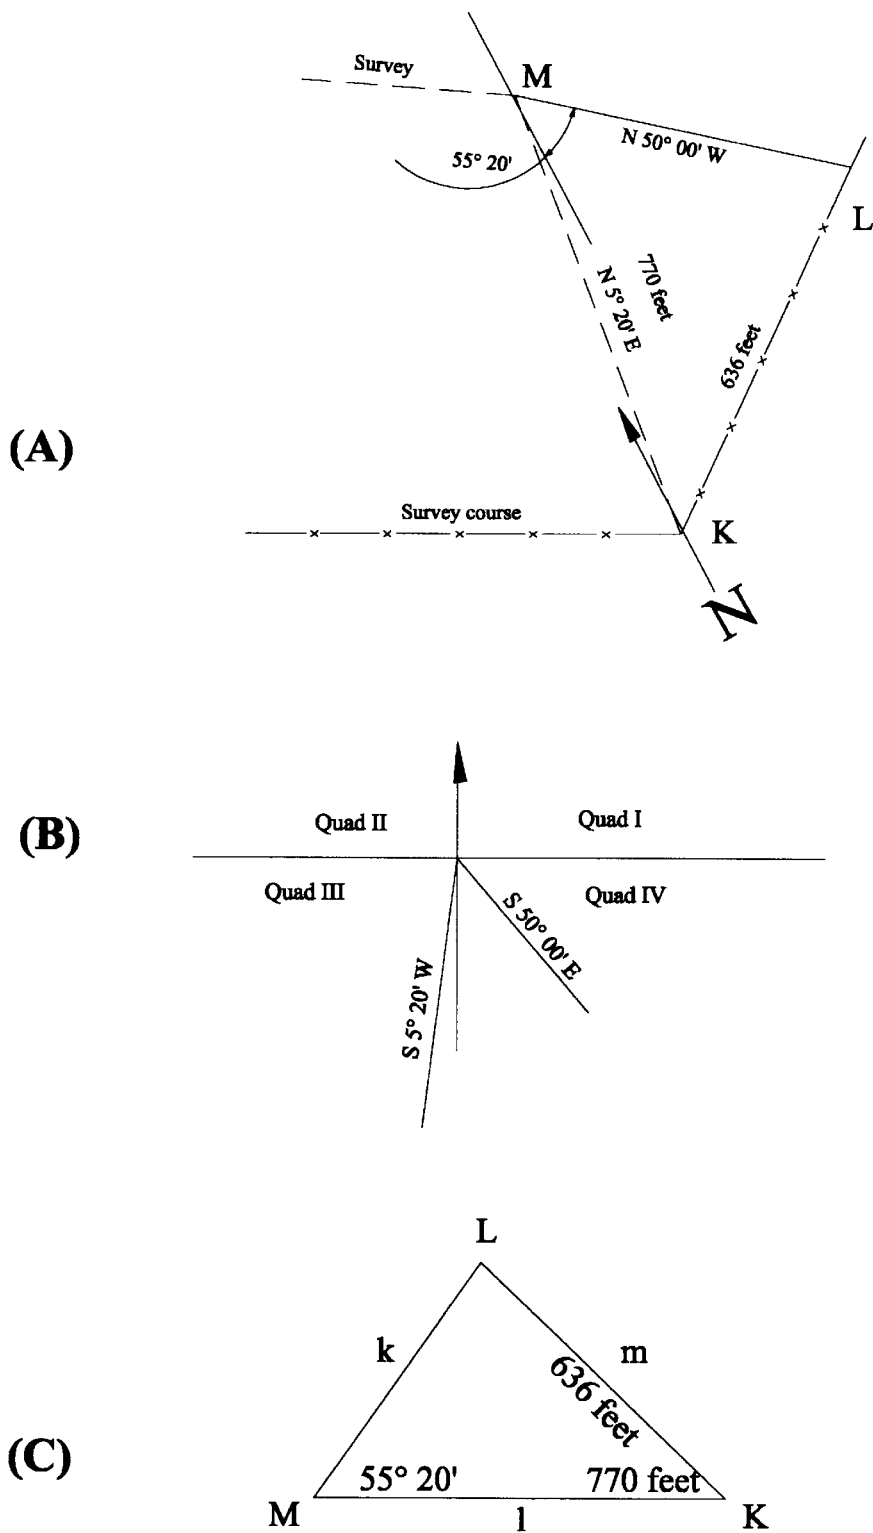 Survey
M
N 50° 00' W
55° 20'
L
770 feet
N 5° 20' E
636 feet
(A)
Survey course
K
N
(B)
Quad II
Quad I
Quad III
Quad IV
S 50° 00' E
S 5° 20' W
L
k
m
636 feet
(C)
55° 20'
770 feet
M
l
K